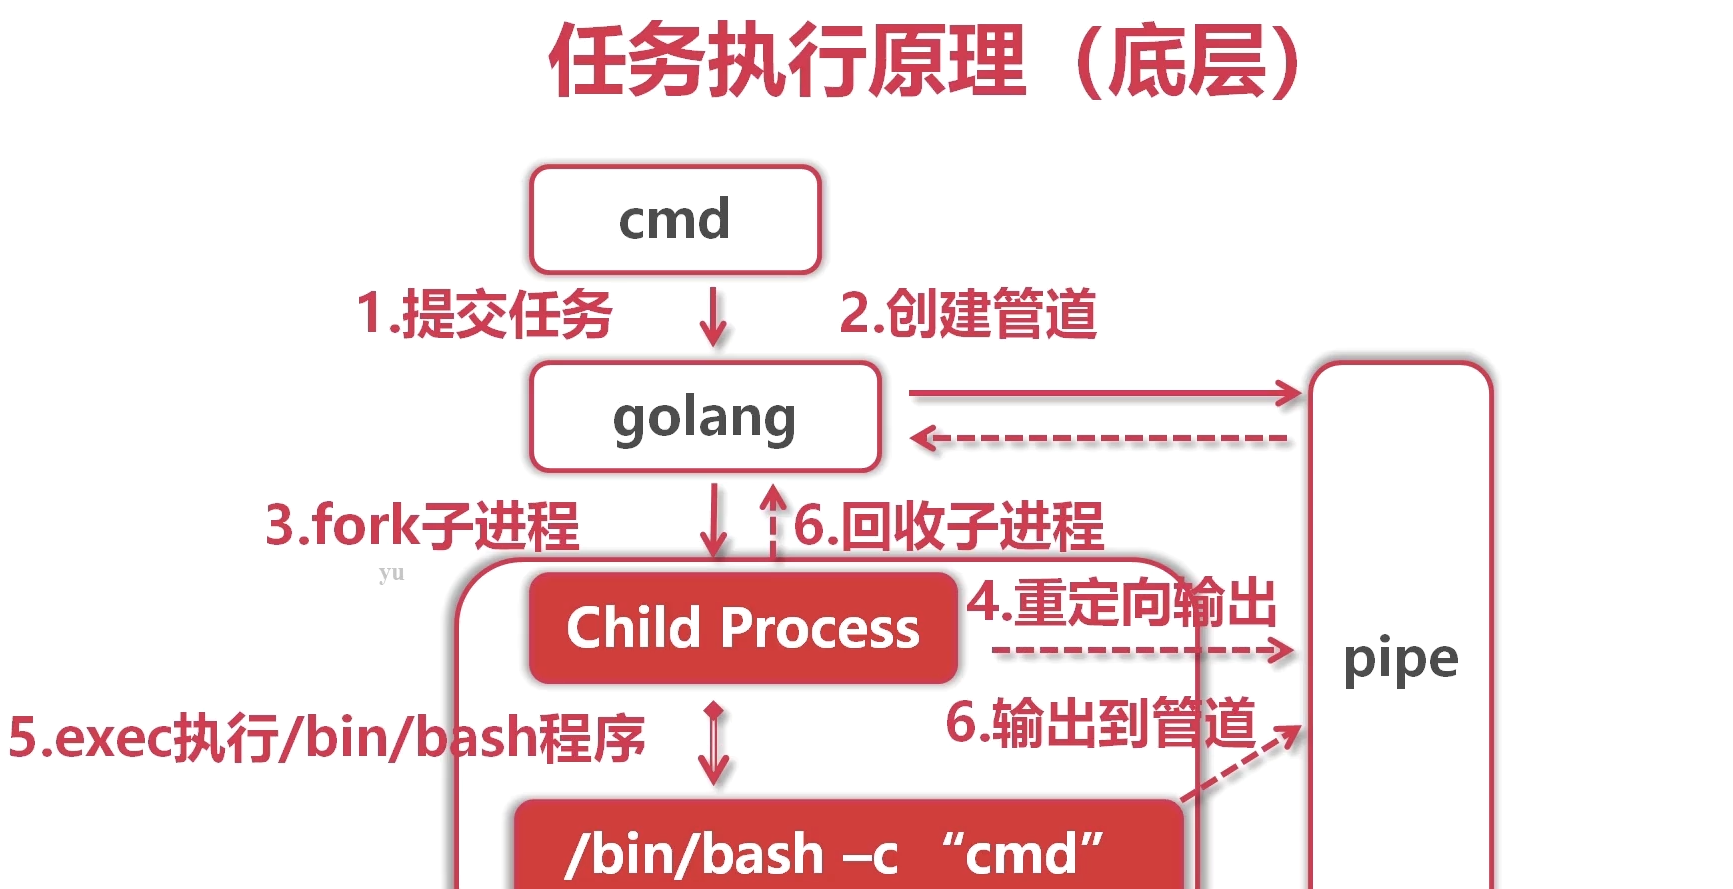 任务执行原理（底层）
cmd
1.提交任务
2.创建管道
golang
3.fork子进程
6.回收子进程
yu
Child Process
4.重定向输出
pipe
5.exec执行/bin/bash程序
6.输出到管道
/bin/bash –c “cmd”